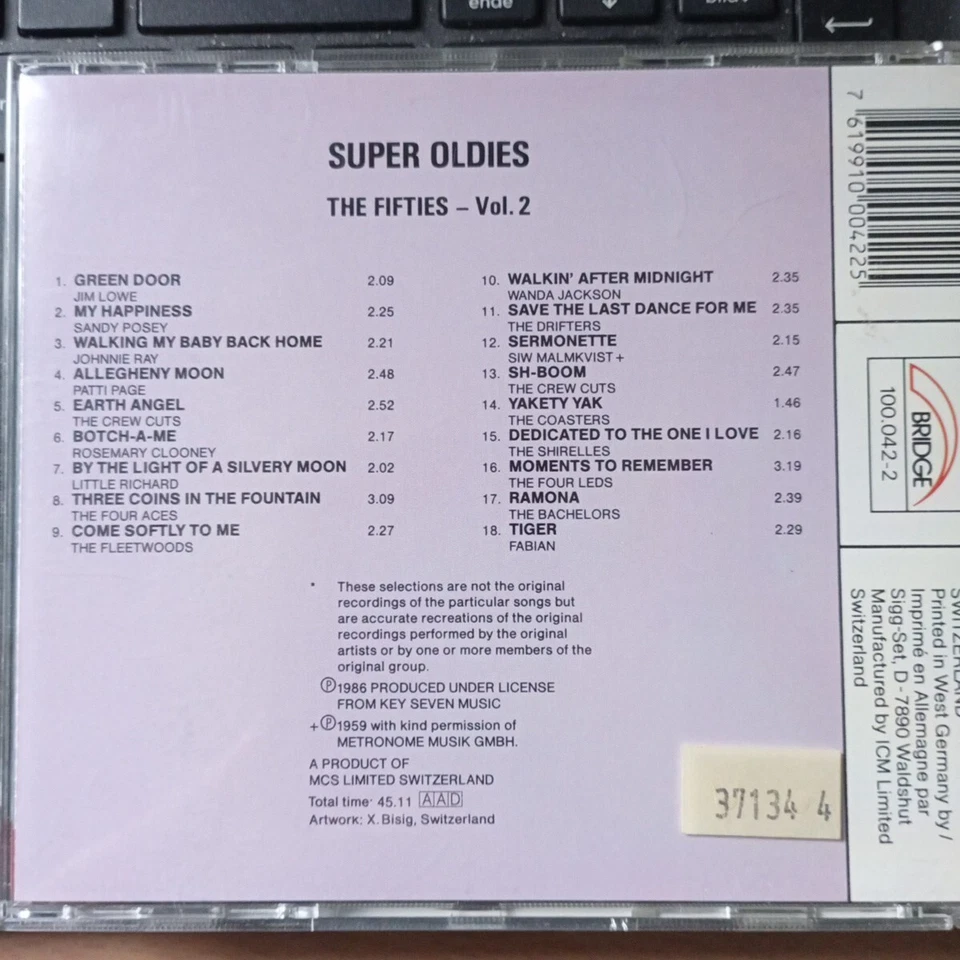 ende
SUPER OLDIES
THE FIFTIES – Vol. 2
1. GREEN DOOR 2.09
JIM LOWE
2. MY HAPPINESS 2.25
SANDY POSEY
3. WALKING MY BABY BACK HOME 2.21
JOHNNIE RAY
4. ALLEGHENY MOON 2.48
PATTI PAGE
5. EARTH ANGEL 2.52
THE CREW CUTS
6. BOTCH-A-ME 2.17
ROSEMARY CLOONEY
7. BY THE LIGHT OF A SILVERY MOON 2.02
LITTLE RICHARD
8. THREE COINS IN THE FOUNTAIN 3.09
THE FOUR ACES
9. COME SOFTLY TO ME 2.27
THE FLEETWOODS
10. WALKIN' AFTER MIDNIGHT 2.35
WANDA JACKSON
11. SAVE THE LAST DANCE FOR ME 2.35
THE DRIFTERS
12. SERMONETTE 2.15
SIW MALMKVIST +
13. SH-BOOM 2.47
THE CREW CUTS
14. YAKETY YAK 1.46
THE COASTERS
15. DEDICATED TO THE ONE I LOVE 2.16
THE SHIRELLES
16. MOMENTS TO REMEMBER 3.19
THE FOUR LEDS
17. RAMONA 2.39
THE BACHELORS
18. TIGER 2.29
FABIAN
* These selections are not the original
recordings of the particular songs but
are accurate recreations of the original
recordings performed by the original
artists or by one or more members of the
original group.
℗1986 PRODUCED UNDER LICENSE
FROM KEY SEVEN MUSIC
+℗1959 with kind permission of
METRONOME MUSIK GMBH.
A PRODUCT OF
MCS LIMITED SWITZERLAND
Total time· 45.11 AAD
Artwork: X. Bisig, Switzerland
37134 4
7 619910 004225
BRIDGE
100.042-2
SWITZERLAND
Printed in West Germany by /
Imprimé en Allemagne par
Sigg-Set, D - 7890 Waldshut
Manufactured by ICM Limited
Switzerland